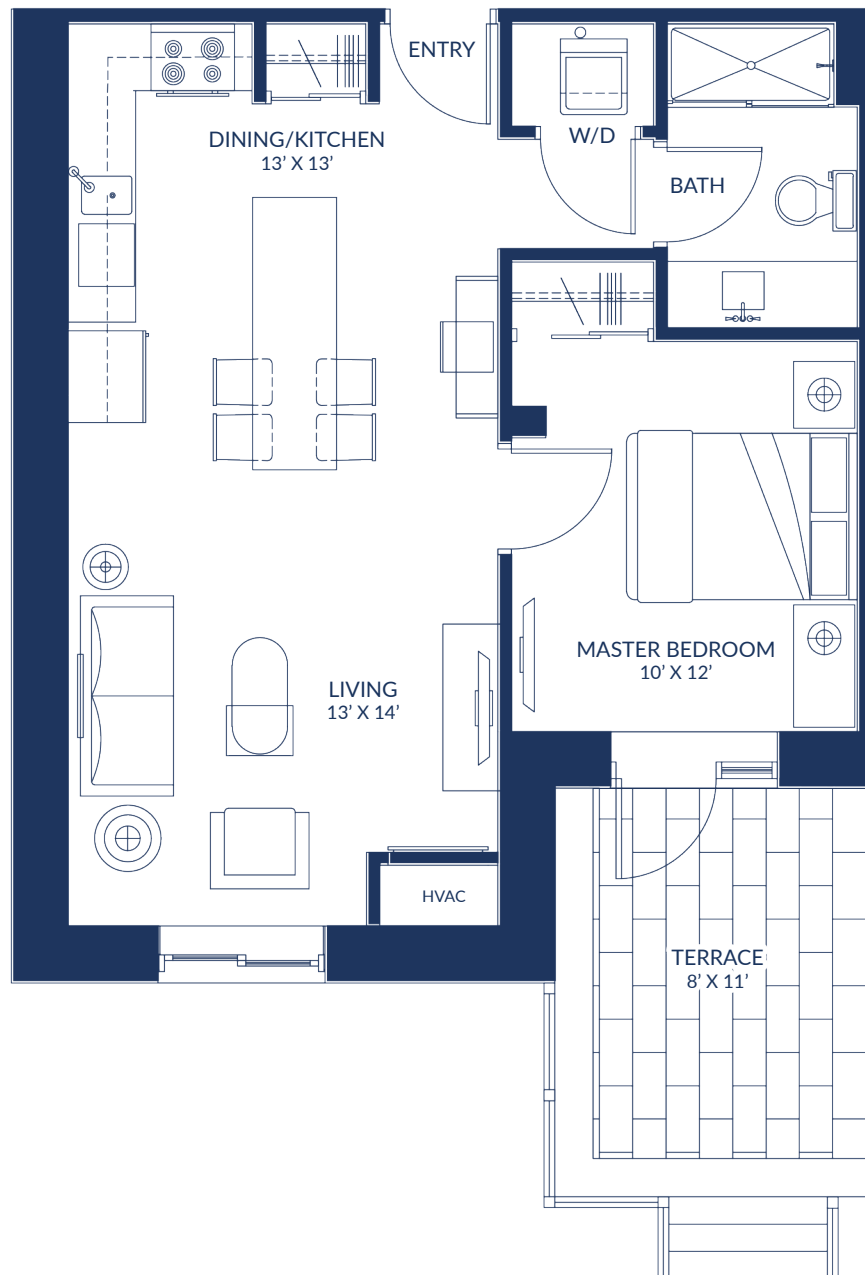 ENTRY
DINING/KITCHEN
13’ X 13’
W/D
BATH
MASTER BEDROOM
10’ X 12’
LIVING
13’ X 14’
HVAC
TERRACE
8’ X 11’